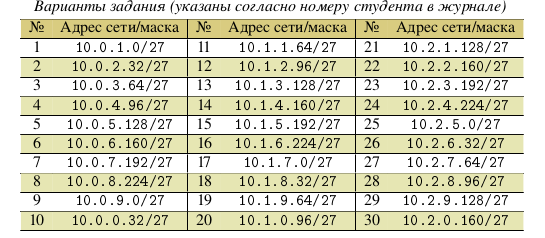 Варианты задания (указаны согласно номеру студента в журнале)
№ Адрес сети/маска № Адрес сети/маска № Адрес сети/маска
1 10.0.1.0/27 11 10.1.1.64/27 21 10.2.1.128/27
2 10.0.2.32/27 12 10.1.2.96/27 22 10.2.2.160/27
3 10.0.3.64/27 13 10.1.3.128/27 23 10.2.3.192/27
4 10.0.4.96/27 14 10.1.4.160/27 24 10.2.4.224/27
5 10.0.5.128/27 15 10.1.5.192/27 25 10.2.5.0/27
6 10.0.6.160/27 16 10.1.6.224/27 26 10.2.6.32/27
7 10.0.7.192/27 17 10.1.7.0/27 27 10.2.7.64/27
8 10.0.8.224/27 18 10.1.8.32/27 28 10.2.8.96/27
9 10.0.9.0/27 19 10.1.9.64/27 29 10.2.9.128/27
10 10.0.0.32/27 20 10.1.0.96/27 30 10.2.0.160/27